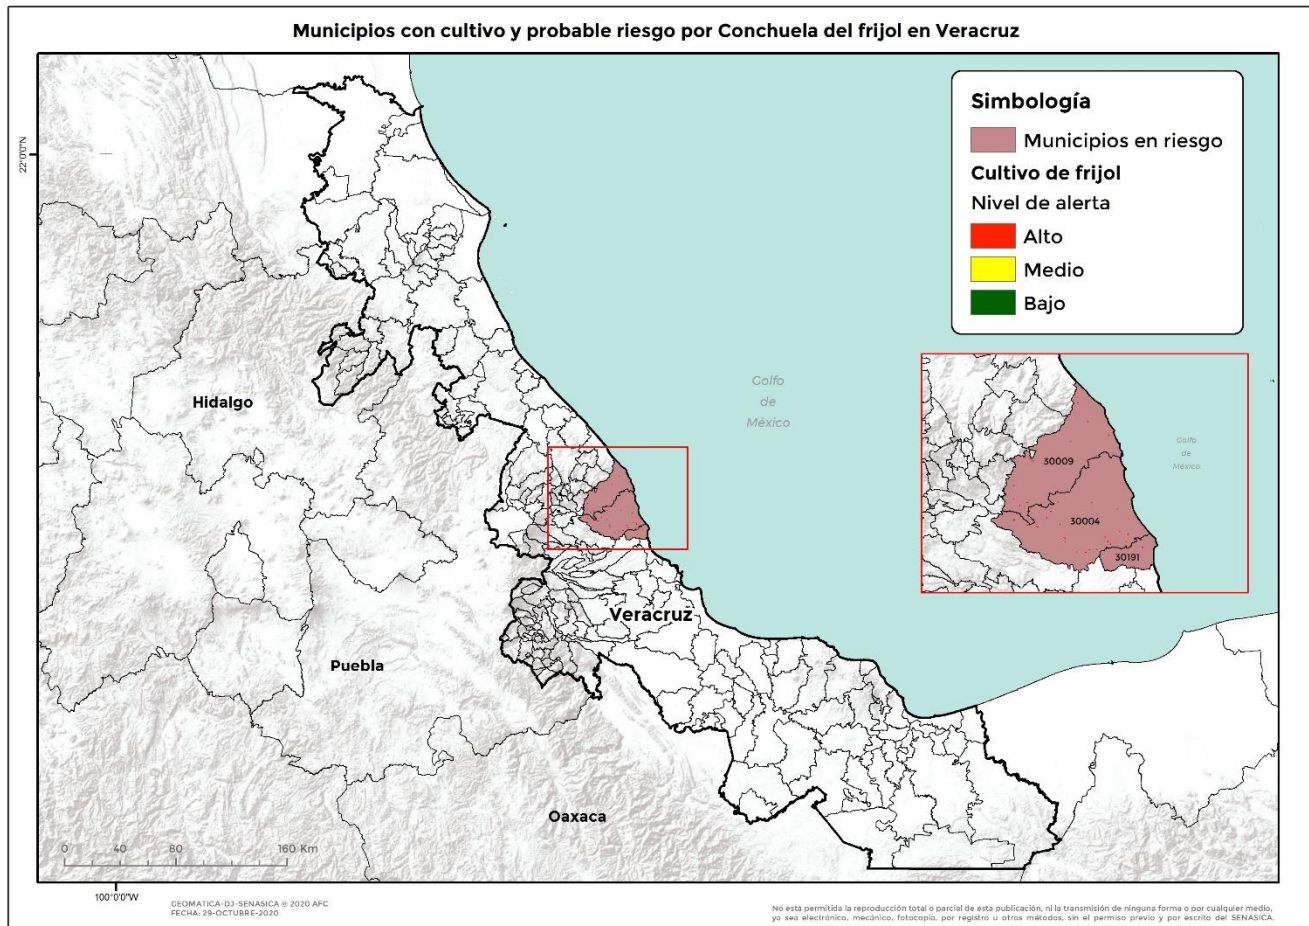 Municipios con cultivo y probable riesgo por Conchuela del frijol en Veracruz
Simbología
Municipios en riesgo
Cultivo de frijol
Nivel de alerta
Alto
Medio
Bajo
22°0'0"N
Golfo
de
México
Hidalgo
30009
Golfo
de
México
30004
30191
Veracruz
Puebla
Oaxaca
0 40 80 160 Km
100°0'0"W
GEOMATICA-DJ-SENASICA ® 2020 AFC
FECHA: 29-OCTUBRE-2020
No está permitida la reproducción total o parcial de esta publicación, ni la transmisión de ninguna forma o por cualquier medio,
ya sea electrónico, mecánico, fotocopia, por registro u otros métodos, sin el permiso previo y por escrito del SENASICA.